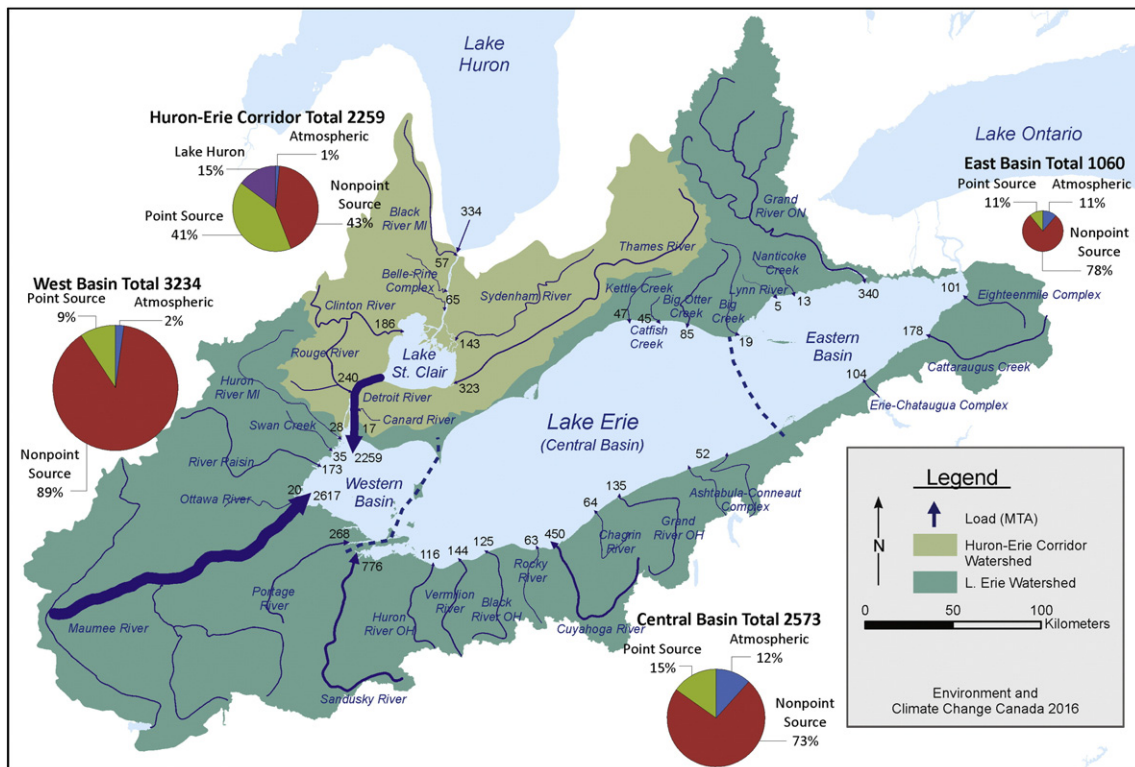 Lake
Huron
Huron-Erie Corridor Total 2259
Atmospheric
1%
Lake Huron
15%
Nonpoint
Source
43%
Point Source
41%
Lake Ontario
East Basin Total 1060
Point Source
11%
Atmospheric
11%
Nonpoint
Source
78%
West Basin Total 3234
Point Source
9%
Atmospheric
2%
Nonpoint
Source
89%
Black
River MI
334
57
Belle-Pine
Complex
65
Clinton River
186
Sydenham River
143
Thames River
323
Rouge River
240
Lake
St. Clair
Detroit River
Canard River
17
Huron
River MI
28
Swan Creek
35
2259
River Raisin
173
Ottawa River
20
2617
Western
Basin
Maumee River
Portage
River
268
776
Sandusky River
Grand
River ON
340
Nanticoke
Creek
13
Lynn River
5
Kettle Creek
47
Catfish
Creek
45
Big Otter
Creek
85
Big
Creek
19
Eastern
Basin
101
Eighteenmile Complex
178
Cattaraugus Creek
104
Erie-Chataugua Complex
Lake Erie
(Central Basin)
52
Ashtabula-Conneaut
Complex
135
Grand
River OH
64
Chagrin
River
450
Cuyahoga River
63
Rocky
River
125
Black
River OH
144
Vermilion
River
116
Huron
River OH
Central Basin Total 2573
Point Source
15%
Atmospheric
12%
Nonpoint
Source
73%
Legend
Load (MTA)
Huron-Erie Corridor
Watershed
L. Erie Watershed
N
0 50 100
Kilometers
Environment and
Climate Change Canada 2016